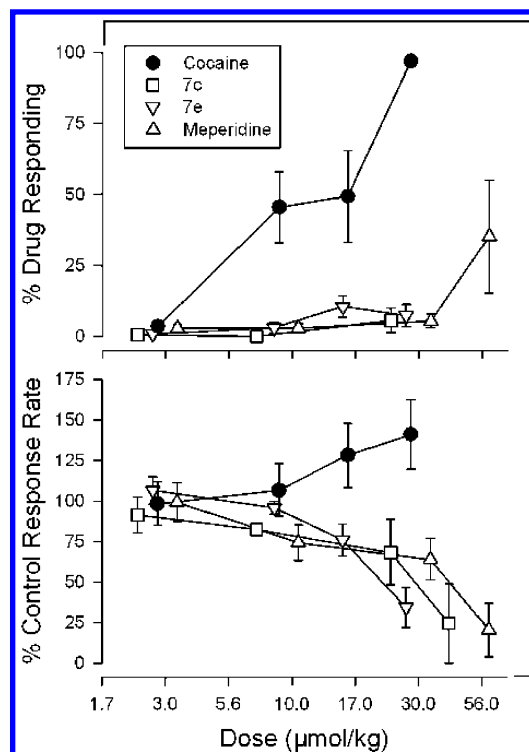 100
75
50
25
0
% Drug Responding
Cocaine
7c
7e
Meperidine
175
150
125
100
75
50
25
0
% Control Response Rate
1.7 3.0 5.6 10.0 17.0 30.0 56.0
Dose (μmol/kg)